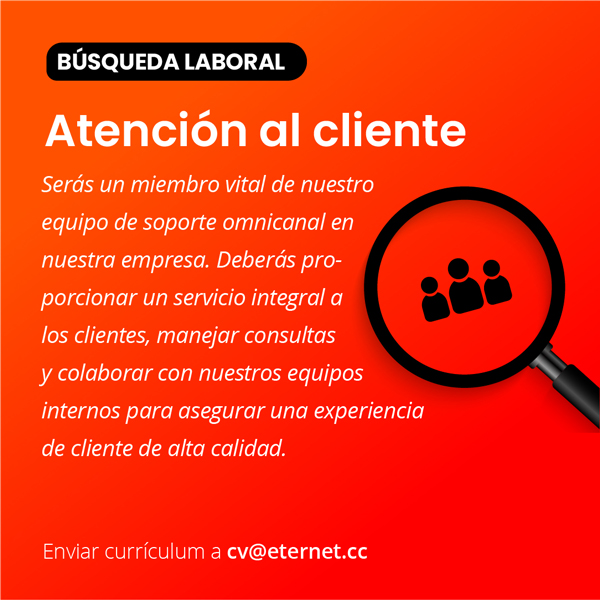 BÚSQUEDA LABORAL
Atención al cliente
Serás un miembro vital de nuestro
equipo de soporte omnicanal en
nuestra empresa. Deberás pro-
porcionar un servicio integral a
los clientes, manejar consultas
y colaborar con nuestros equipos
internos para asegurar una experiencia
de cliente de alta calidad.
Enviar currículum a cv@eternet.cc